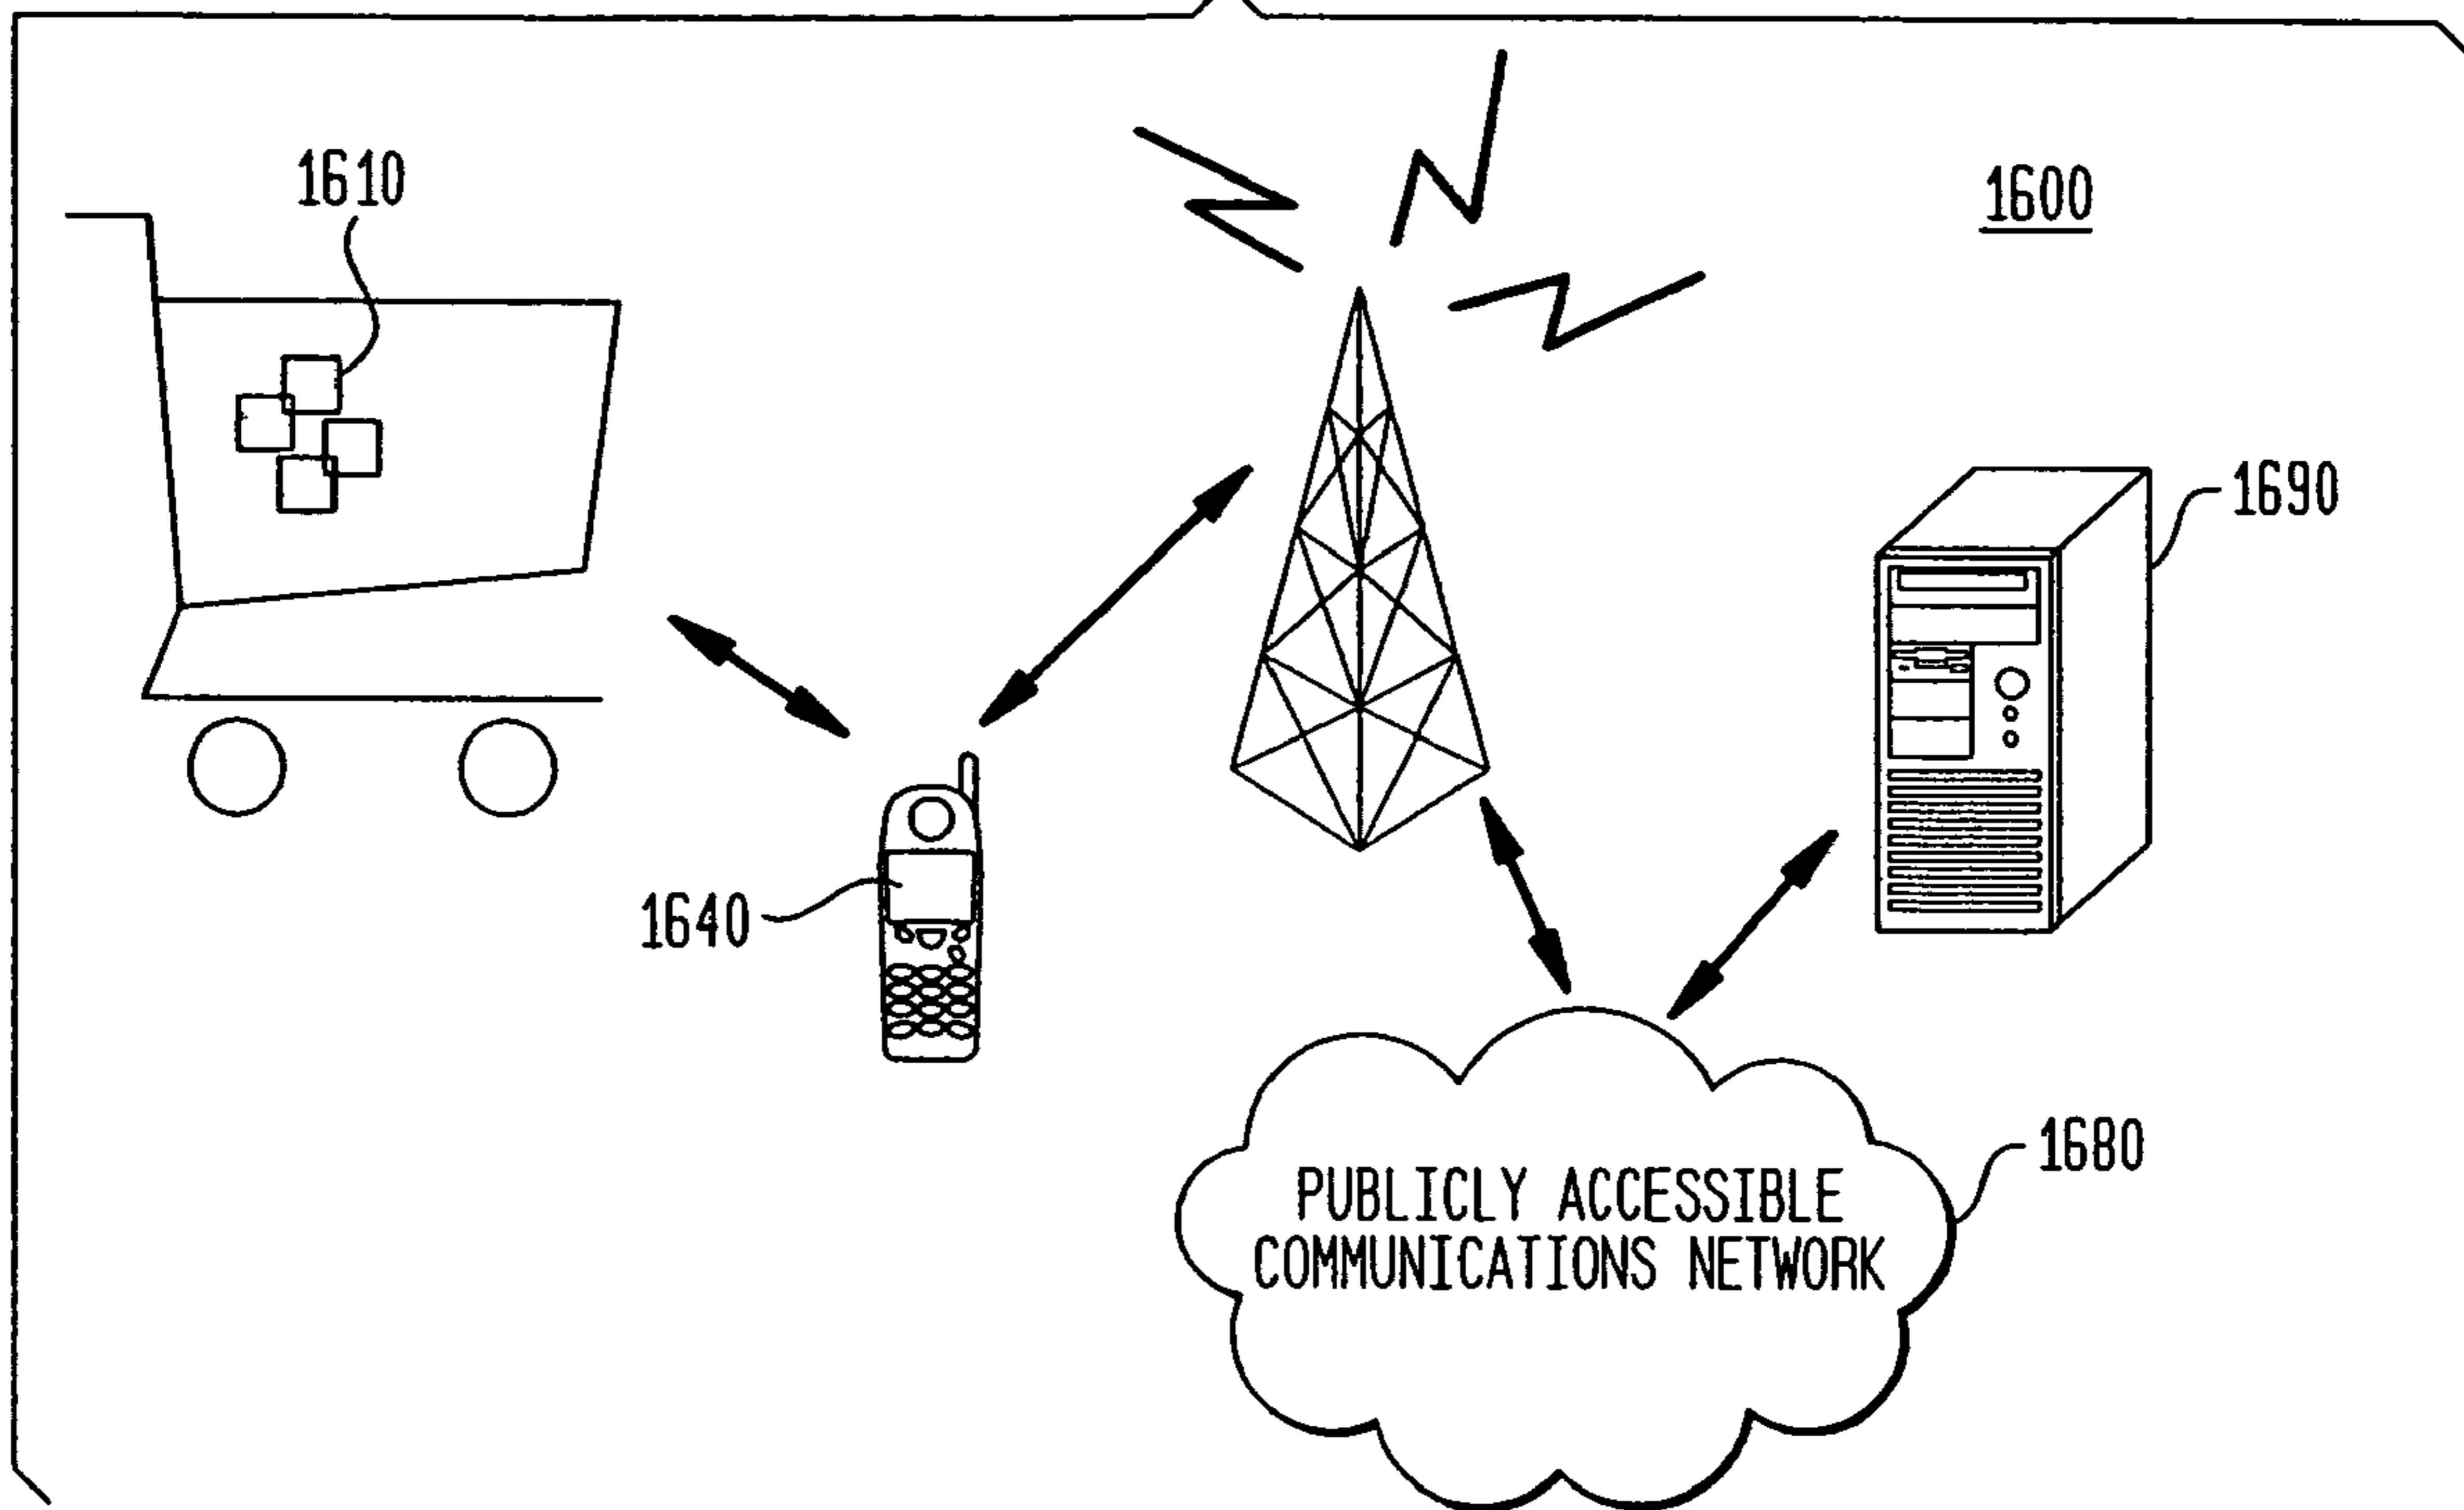 1610
1600
1690
1640
1680
PUBLICLY ACCESSIBLE
COMMUNICATIONS NETWORK